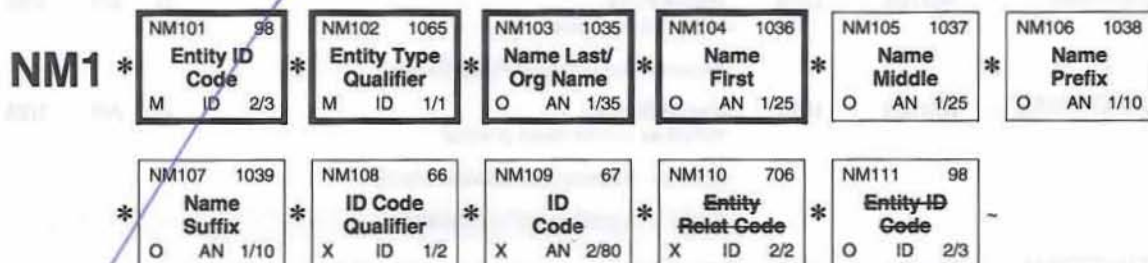 NM1 * NM101 98 Entity ID Code M ID 2/3 * NM102 1065 Entity Type Qualifier M ID 1/1 * NM103 1035 Name Last/ Org Name O AN 1/35 * NM104 1036 Name First O AN 1/25 * NM105 1037 Name Middle O AN 1/25 * NM106 1038 Name Prefix O AN 1/10
* NM107 1039 Name Suffix O AN 1/10 * NM108 66 ID Code Qualifier X ID 1/2 * NM109 67 ID Code X AN 2/80 * NM110 706 Entity Relat Code X ID 2/2 * NM111 98 Entity ID Code O ID 2/3 ~